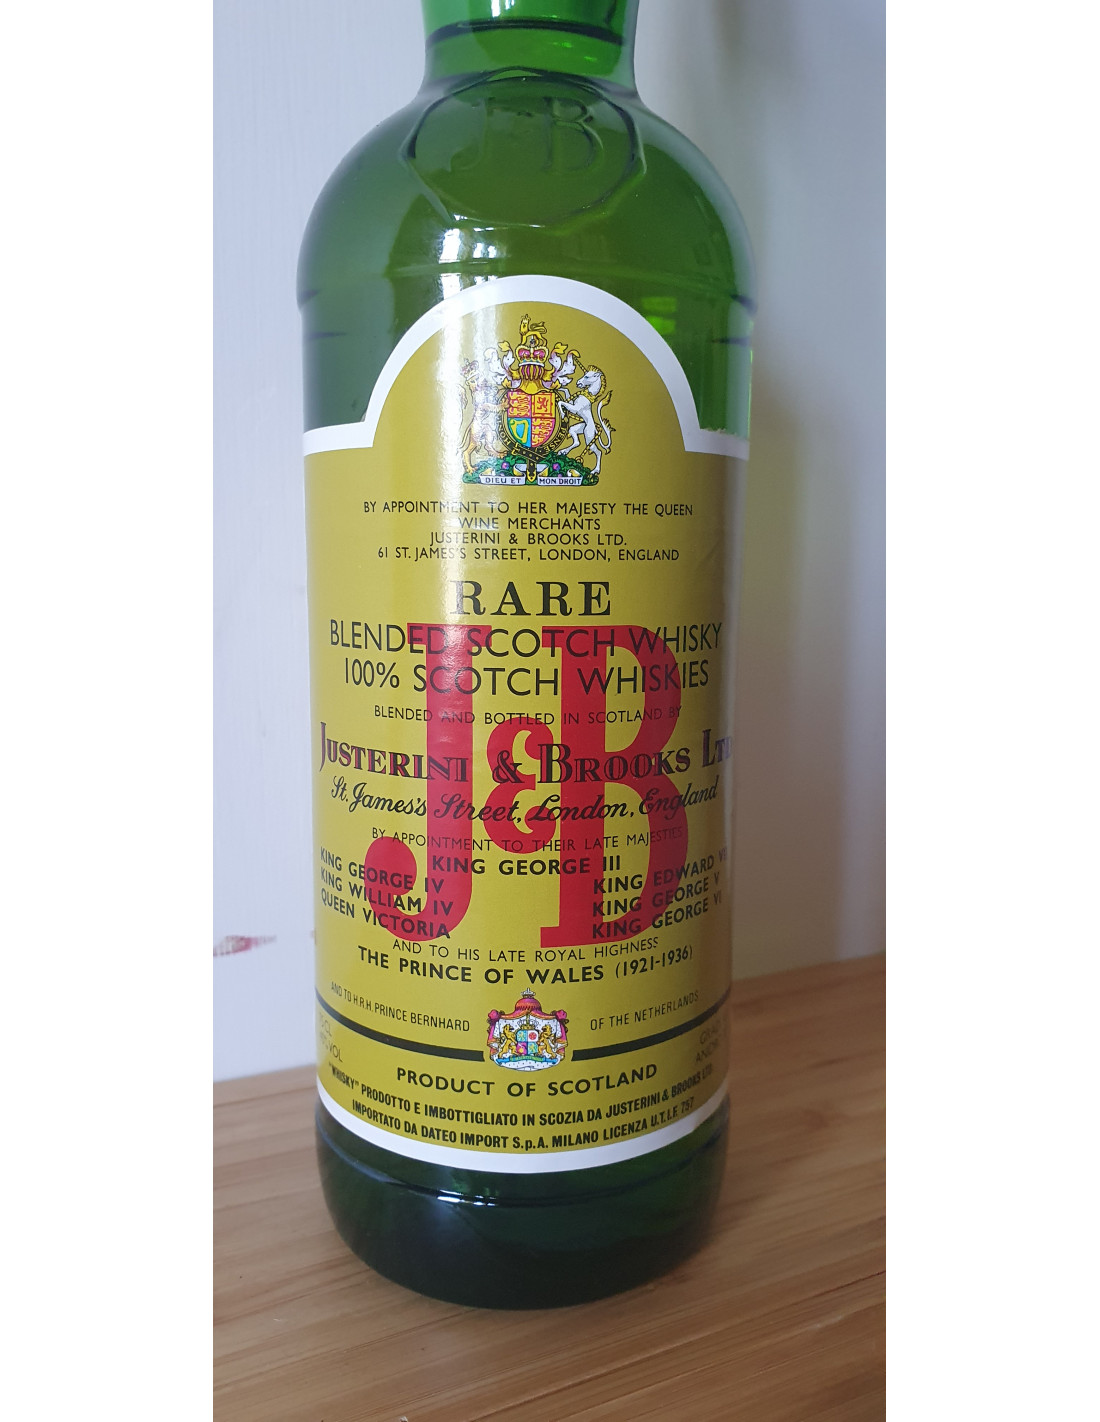 J&B
DIEU ET MON DROIT
BY APPOINTMENT TO HER MAJESTY THE QUEEN
WINE MERCHANTS
JUSTERINI & BROOKS LTD.
61 ST. JAMES'S STREET, LONDON, ENGLAND
RARE
BLENDED SCOTCH WHISKY
100% SCOTCH WHISKIES
J&B
BLENDED AND BOTTLED IN SCOTLAND BY
JUSTERINI & BROOKS LTD
St. James's Street, London, England
BY APPOINTMENT TO THEIR LATE MAJESTIES
KING GEORGE III
KING GEORGE IV
KING WILLIAM IV
QUEEN VICTORIA
KING EDWARD VII
KING GEORGE V
KING GEORGE VI
AND TO HIS LATE ROYAL HIGHNESS
THE PRINCE OF WALES (1921-1936)
AND TO H.R.H. PRINCE BERNHARD OF THE NETHERLANDS
CL
VOL
PRODUCT OF SCOTLAND
"WHISKY" PRODOTTO E IMBOTTIGLIATO IN SCOZIA DA JUSTERINI & BROOKS LTD.
IMPORTATO DA DATEO IMPORT S.p.A. MILANO LICENZA U.T.I.F. 757